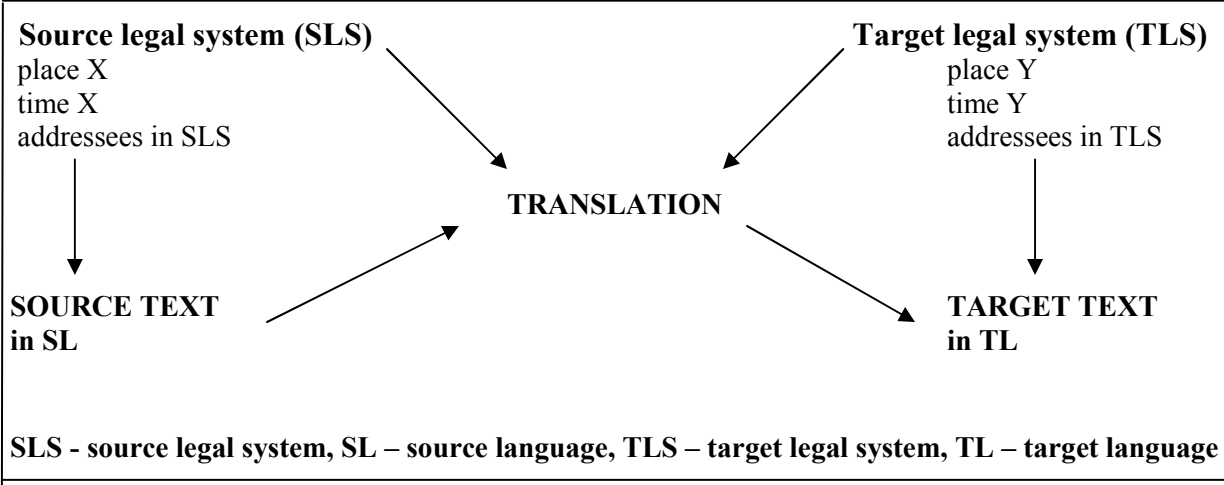 Source legal system (SLS)
place X
time X
addressees in SLS
Target legal system (TLS)
place Y
time Y
addressees in TLS
TRANSLATION
SOURCE TEXT
in SL
TARGET TEXT
in TL
SLS - source legal system, SL – source language, TLS – target legal system, TL – target language